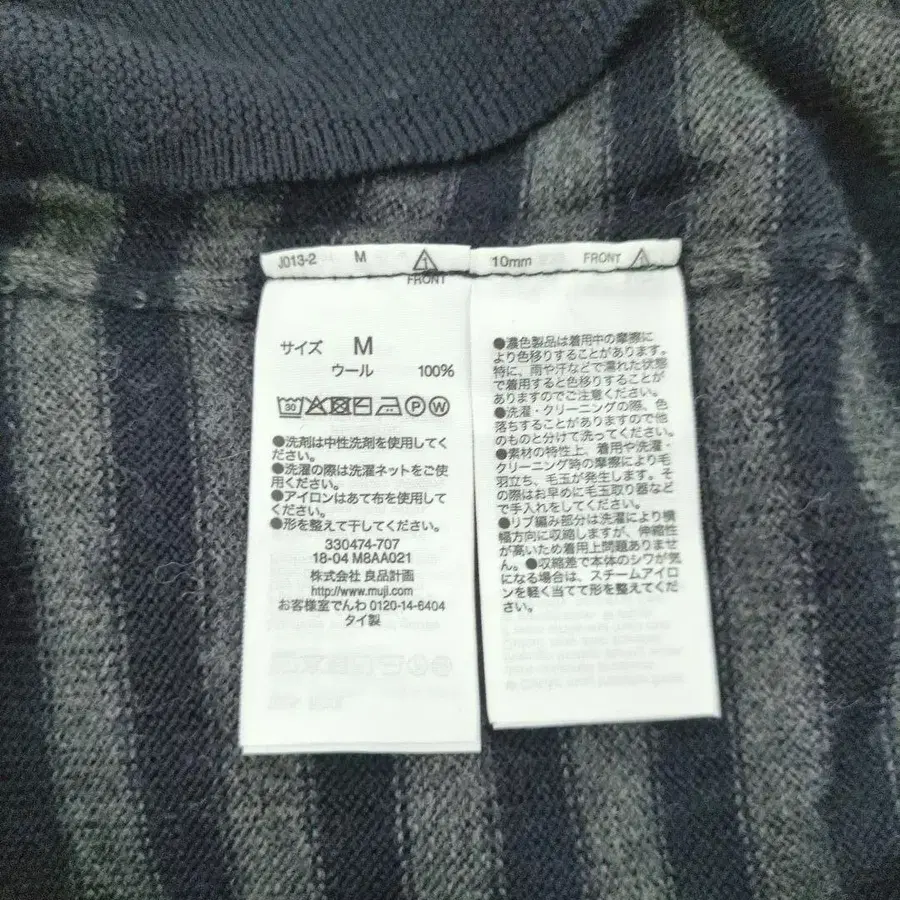 J013-2 M 1
FRONT
サイズ M
ウール 100%
30 P W
●洗剤は中性洗剤を使用してく
ださい。
●洗濯の際は洗濯ネットをご使
用ください。
●アイロンはあて布を使用して
ください。
●形を整えて干してください。
330474-707
18-04 M8AA021
株式会社 良品計画
http://www.muji.com
お客様室でんわ 0120-14-6404
タイ製
10mm FRONT 1
●濃色製品は着用中の摩擦に
より色移りすることがあります。
特に、雨や汗などで濡れた状態
で着用すると色移りすることが
ありますのでご注意ください。
●洗濯・クリーニングの際、色
落ちすることがありますので他
のものと分けて洗ってください。
●素材の特性上、着用や洗濯・
クリーニング時の摩擦により毛
羽立ち、毛玉が発生します。そ
の際はお早めに毛玉取り器など
で手入れをしてください。
●リブ編み部分は洗濯により横
幅方向に収縮しますが、伸縮性
が高いため着用上問題ありませ
ん。●収縮差で本体のシワが気
になる場合は、スチームアイロ
ンを軽く当てて形を整えてくだ
さい。